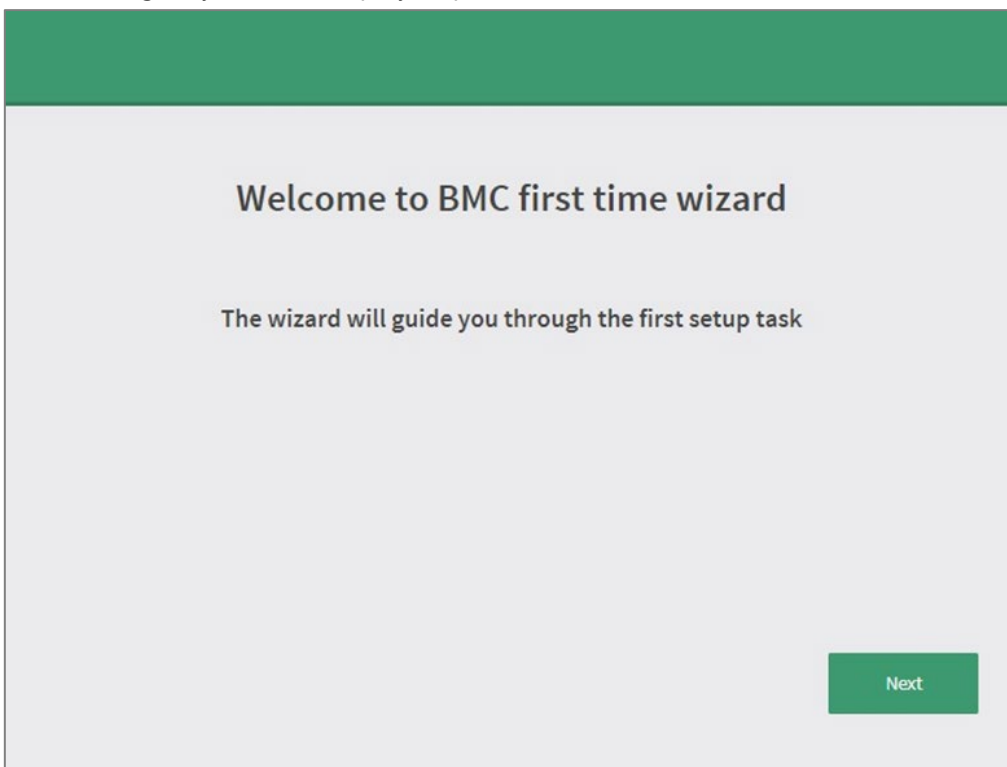 Welcome to BMC first time wizard
The wizard will guide you through the first setup task
Next